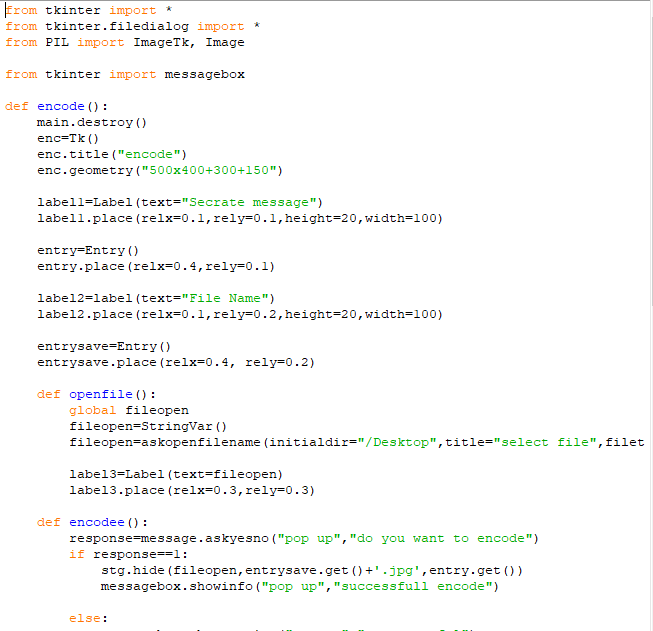 from tkinter import *
from tkinter.filedialog import *
from PIL import ImageTk, Image
from tkinter import messagebox
def encode():
main.destroy()
enc=Tk()
enc.title("encode")
enc.geometry("500x400+300+150")
label1=Label(text="Secrate message")
label1.place(relx=0.1,rely=0.1,height=20,width=100)
entry=Entry()
entry.place(relx=0.4,rely=0.1)
label2=label(text="File Name")
label2.place(relx=0.1,rely=0.2,height=20,width=100)
entrysave=Entry()
entrysave.place(relx=0.4, rely=0.2)
def openfile():
global fileopen
fileopen=StringVar()
fileopen=askopenfilename(initialdir="/Desktop",title="select file",filet
label3=Label(text=fileopen)
label3.place(relx=0.3,rely=0.3)
def encodee():
response=message.askyesno("pop up","do you want to encode")
if response==1:
stg.hide(fileopen,entrysave.get()+'.jpg',entry.get())
messagebox.showinfo("pop up","successfull encode")
else: